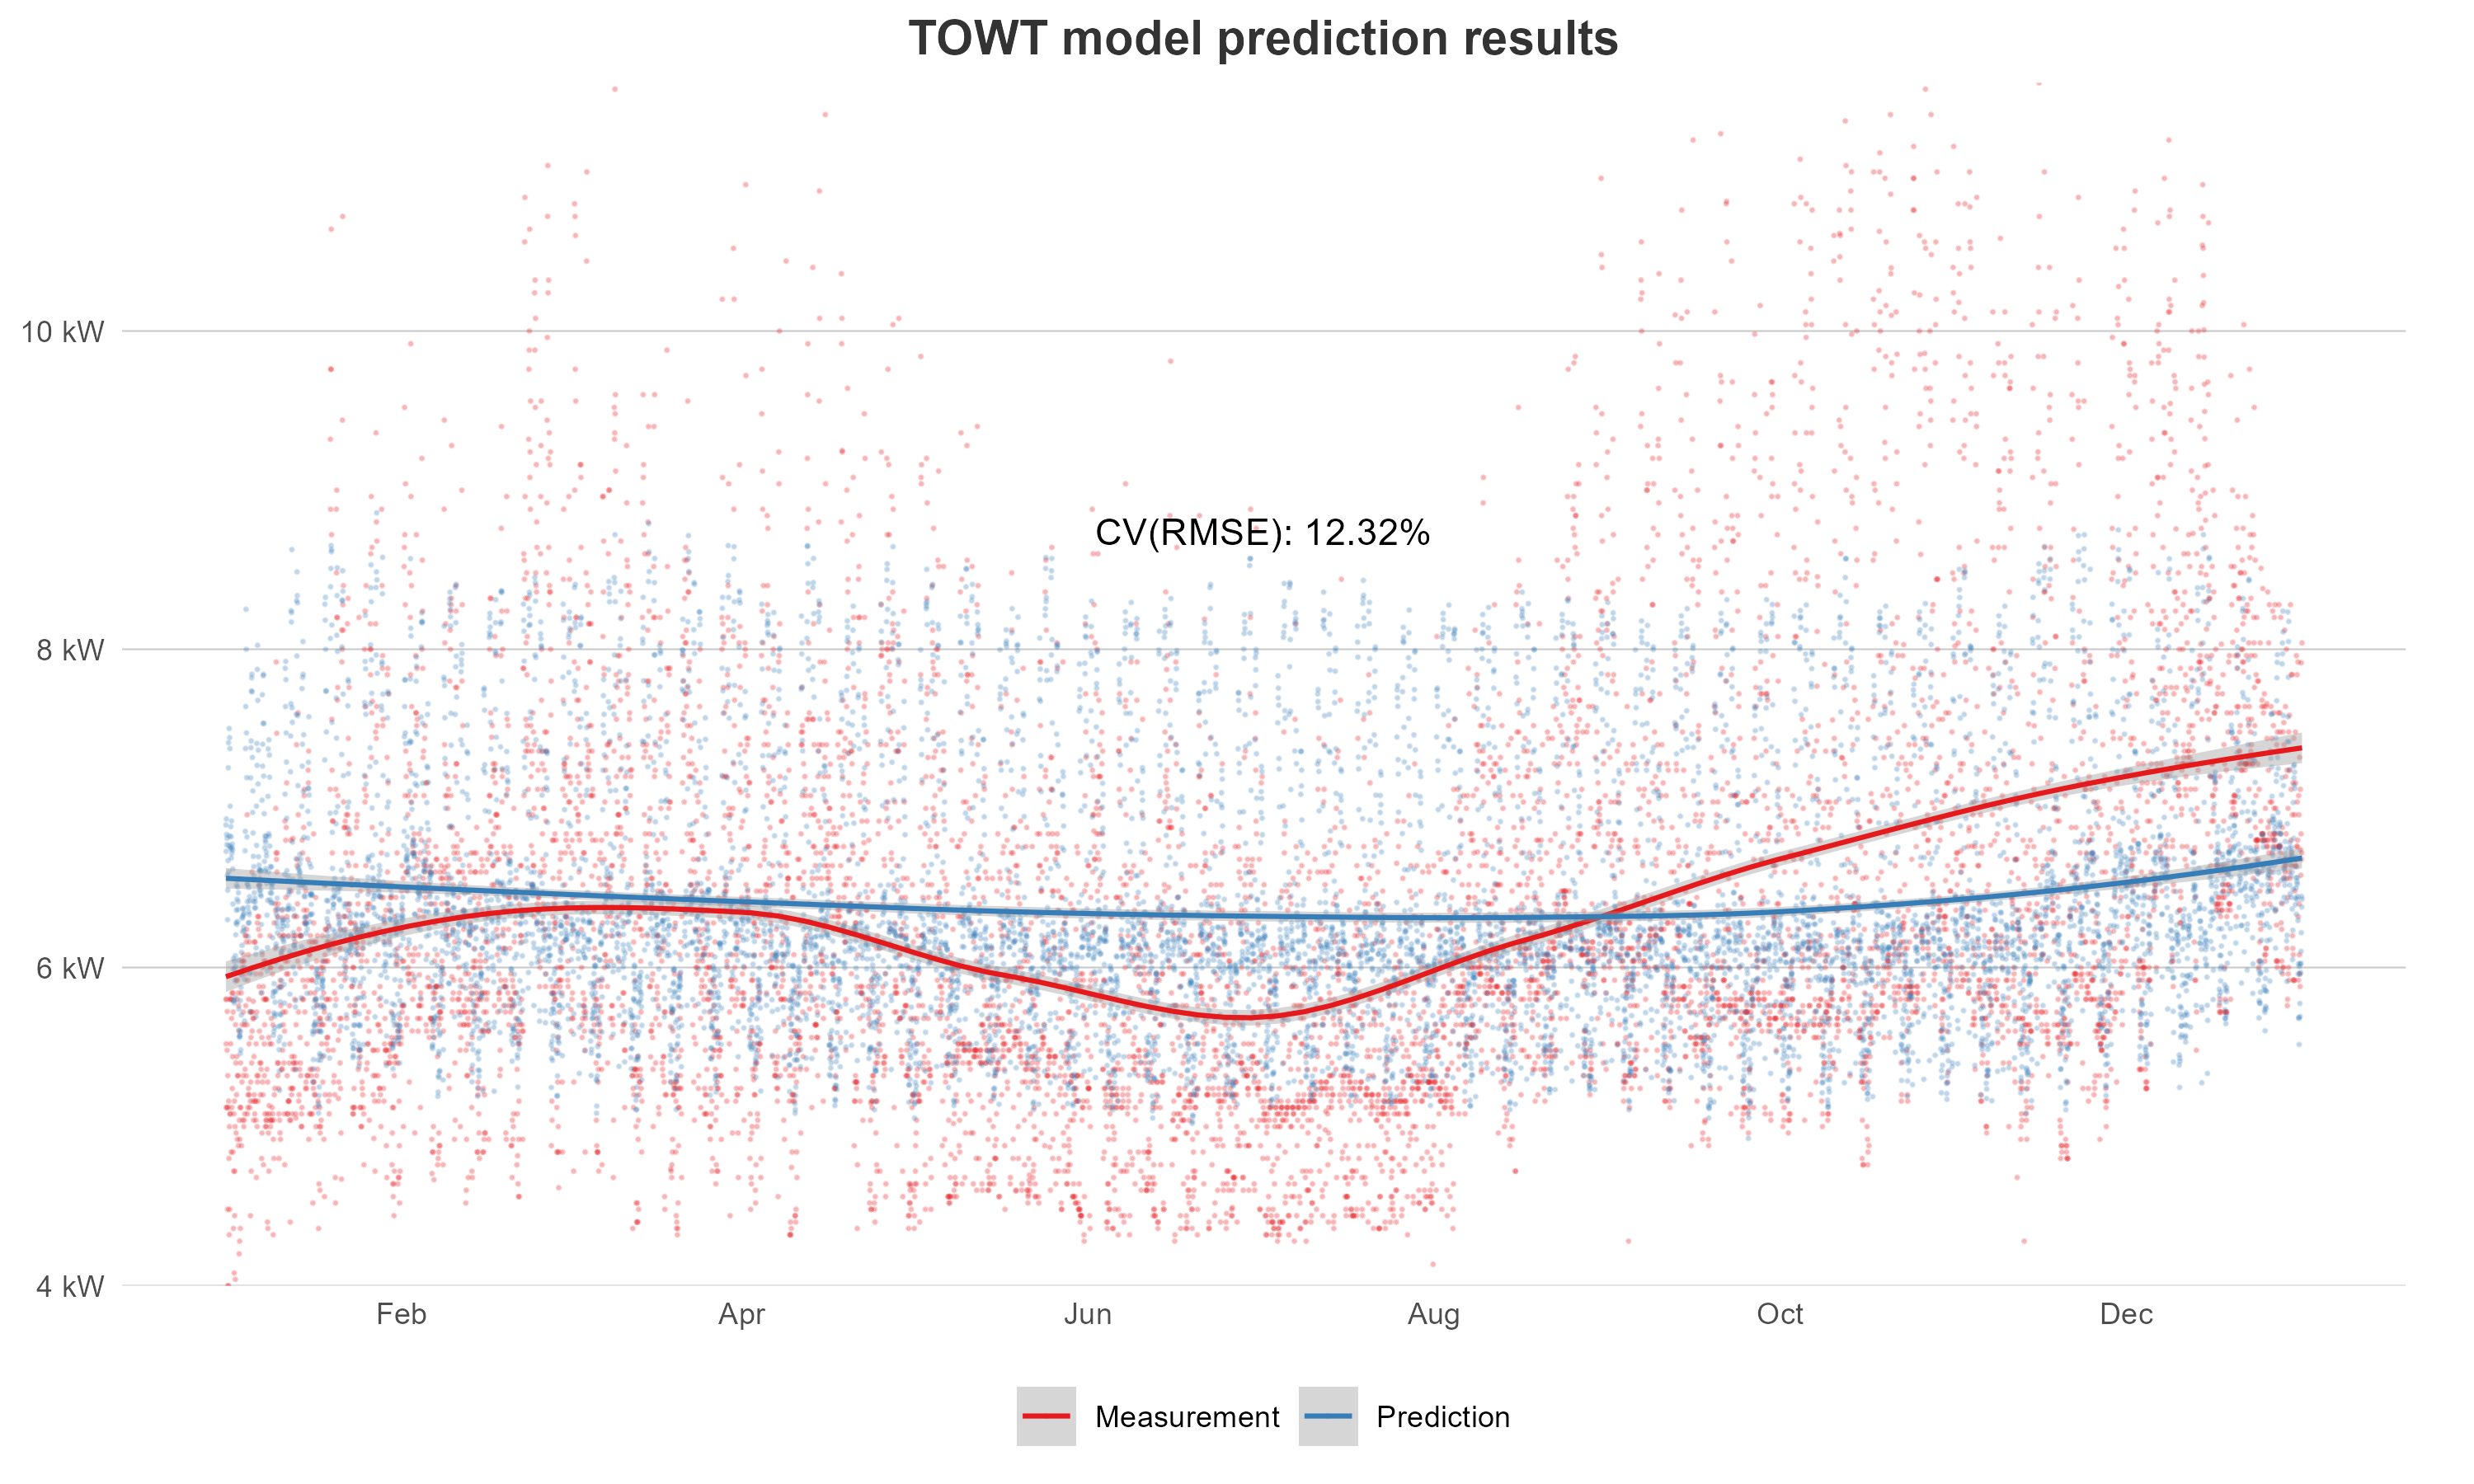 TOWT model prediction results
CV(RMSE): 12.32%
10 kW
8 kW
6 kW
4 kW
Feb Apr Jun Aug Oct Dec
Measurement Prediction